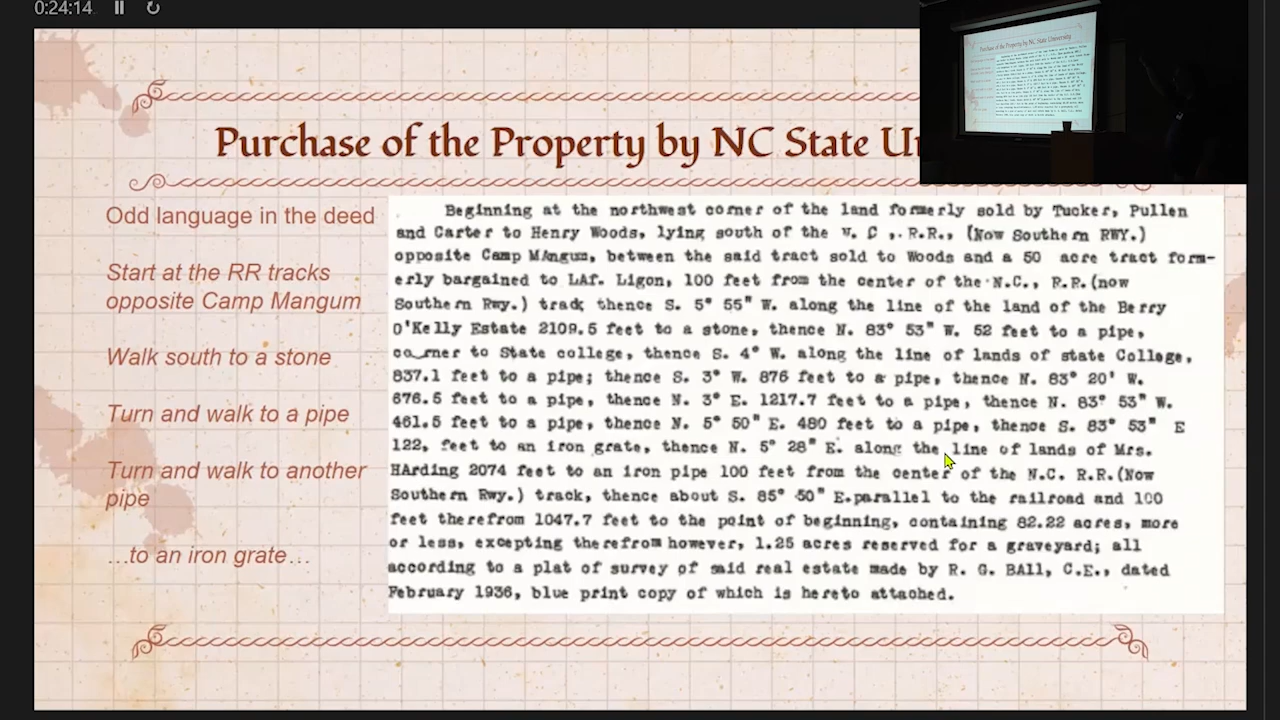 0:24:14
Purchase of the Property by NC State
Odd language in the deed
Start at the RR tracks
opposite Camp Mangum
Walk south to a stone
Turn and walk to a pipe
Turn and walk to another
pipe
...to an iron grate...
Beginning at the northwest corner of the land formerly sold by Tucker, Pullen
and Carter to Henry Woods, lying south of the N. C ,. R.R., (Now Southern RWY.)
opposite Camp MAngum, between the said tract sold to Woods and a 50 acre tract form-
erly bargained to LAf. Ligon, 100 feet from the center of the N.C., R.R.(now
Southern Rwy.) track thence S. 5° 55" W. along the line of the land of the Berry
O'Kelly Estate 2109.5 feet to a stone, thence N. 83° 53" W. 52 feet to a pipe,
corner to State college, thence S. 4° W. along the line of lands of state College,
837.1 feet to a pipe; thence S. 3° W. 876 feet to a pipe, thence N. 83° 20' W.
676.5 feet to a pipe, thence N. 3° E. 1217.7 feet to a pipe, thence N. 83° 53" W.
461.5 feet to a pipe, thence N. 5° 50" E. 480 feet to a pipe, thence S. 83° 53" E
122, feet to an iron grate, thence N. 5° 28" E. along the line of lands of Mrs.
HArding 2074 feet to an iron pipe 100 feet from the center of the N.C. R.R.(Now
Southern Rwy.) track, thence about S. 85° 50" E.parallel to the railroad and 100
feet therefrom 1047.7 feet to the point of beginning, containing 82.22 acres, more
or less, excepting therefrom however, 1.25 acres reserved for a graveyard; all
according to a plat of survey of said real estate made by R. G. BAll, C.E., dated
February 1936, blue print copy of which is hereto attached.
Purchase of the Property by NC State University